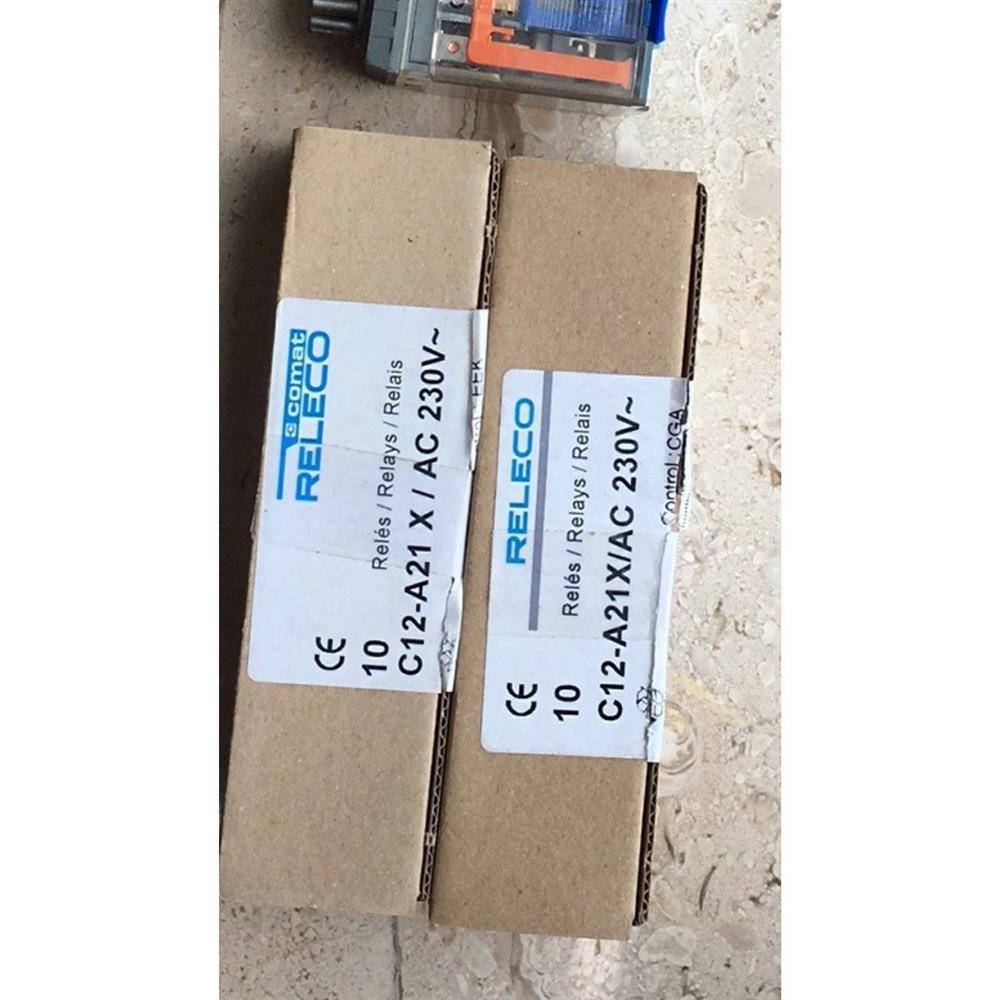 comat
RELECO
Relés / Relays / Relais
C12-A21 X / AC 230V~
10
CE
RELECO
Relés / Relays / Relais
C12-A21X/AC 230V~
10
CE
Control: CGA